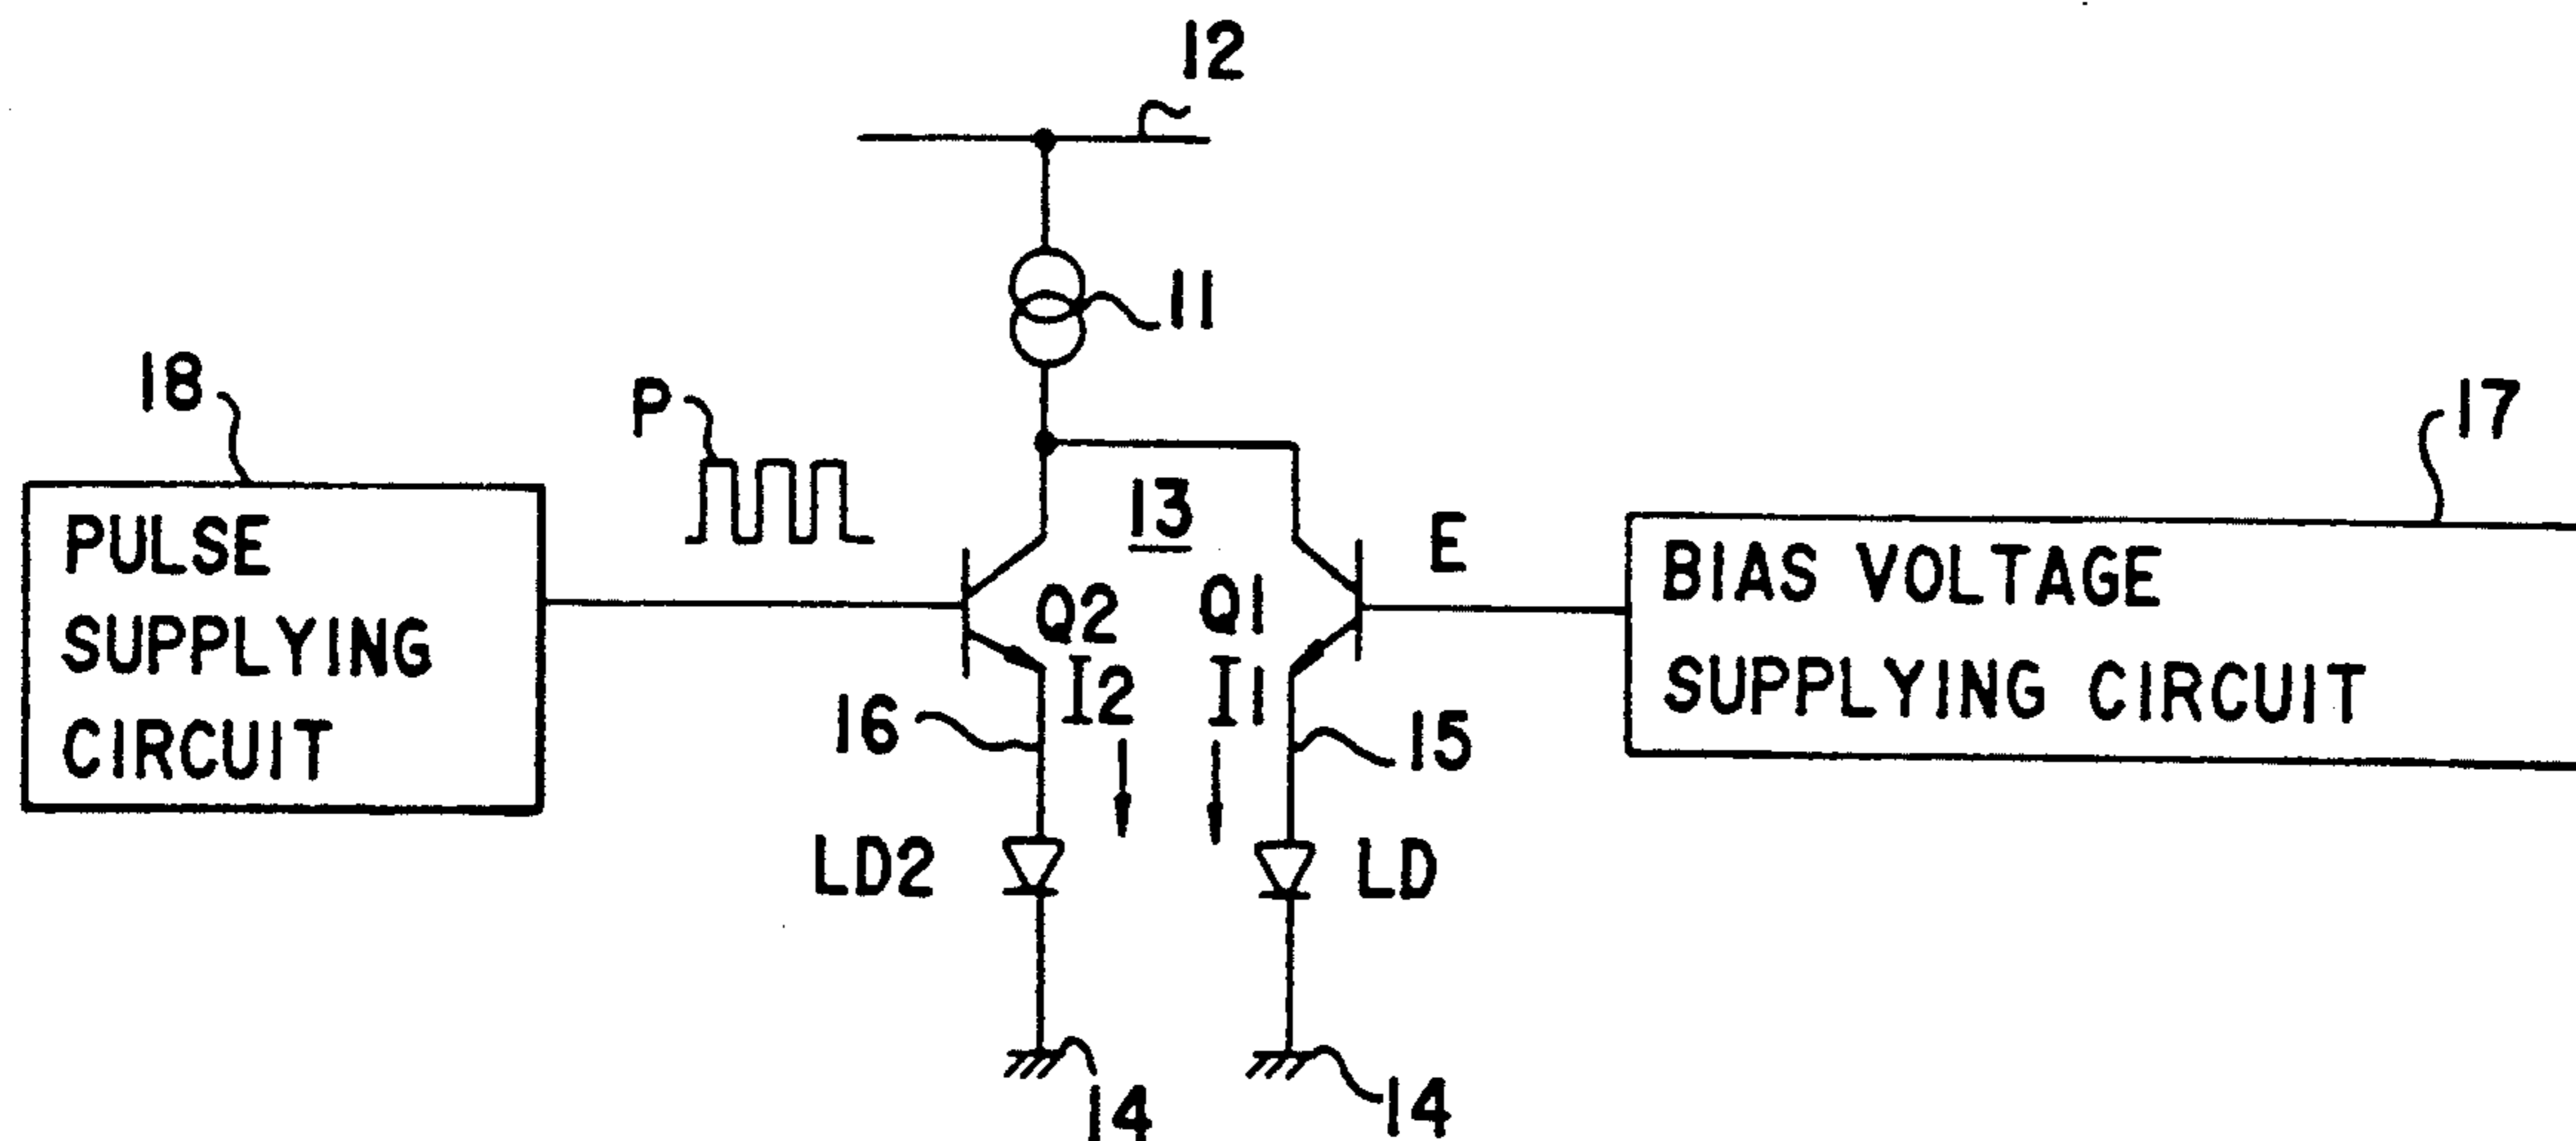 12
11
18
P
17
PULSE
SUPPLYING
CIRCUIT
13
E
BIAS VOLTAGE
SUPPLYING CIRCUIT
Q2
Q1
I2
I1
16
15
LD2
LD
14
14